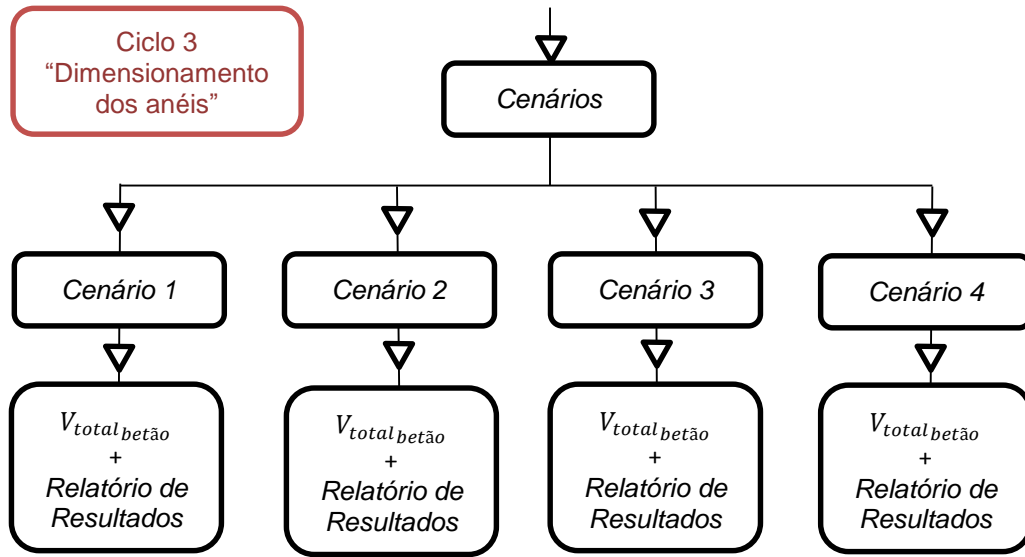 Ciclo 3
“Dimensionamento
dos anéis”
Cenários
Cenário 1
Cenário 2
Cenário 3
Cenário 4
V_total_betão
+
Relatório de
Resultados
V_total_betão
+
Relatório de
Resultados
V_total_betão
+
Relatório de
Resultados
V_total_betão
+
Relatório de
Resultados